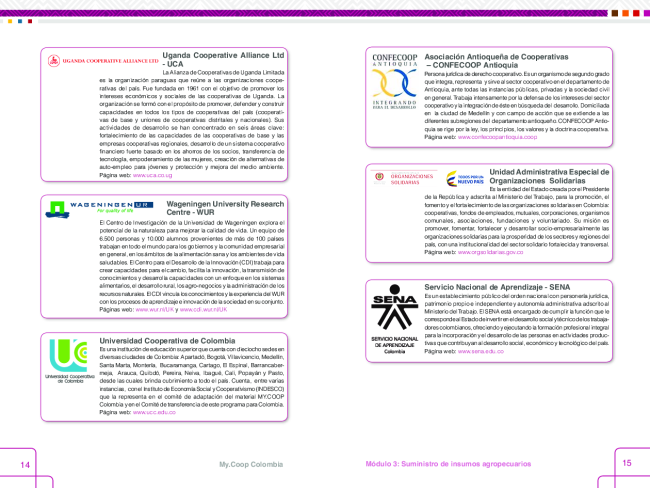 UGANDA COOPERATIVE ALLIANCE LTD
Uganda Cooperative Alliance Ltd
- UCA
La Alianza de Cooperativas de Uganda Limitada
es la organización paraguas que reúne a las organizaciones coope-
rativas del país. Fue fundada en 1961 con el objetivo de promover los
intereses económicos y sociales de las cooperativas de Uganda. La
organización se formó con el propósito de promover, defender y construir
capacidades en todos los tipos de cooperativas del país (cooperati-
vas de base y uniones de cooperativas distritales y nacionales). Sus
actividades de desarrollo se han concentrado en seis áreas clave:
fortalecimiento de las capacidades de las cooperativas de base y las
empresas cooperativas regionales, desarrollo de un sistema cooperativo
financiero fuerte basado en los ahorros de los socios, transferencia de
tecnología, empoderamiento de las mujeres, creación de alternativas de
auto-empleo para jóvenes y protección y mejora del medio ambiente.
Página web: www.uca.co.ug
WAGENINGEN UR
For quality of life
Wageningen University Research
Centre - WUR
El Centro de Investigación de la Universidad de Wageningen explora el
potencial de la naturaleza para mejorar la calidad de vida. Un equipo de
6.500 personas y 10.000 alumnos provenientes de más de 100 países
trabajan en todo el mundo para los gobiernos y la comunidad empresarial
en general, en los ámbitos de la alimentación sana y los ambientes de vida
saludables. El Centro para el Desarrollo de la Innovación (CDI) trabaja para
crear capacidades para el cambio, facilita la innovación, la transmisión de
conocimientos y desarrolla capacidades con un enfoque en los sistemas
alimentarios, el desarrollo rural, los agro-negocios y la administración de los
recursos naturales. El CDI vincula los conocimientos y la experiencia del WUR
con los procesos de aprendizaje e innovación de la sociedad en su conjunto.
Páginas web: www.wur.nl/UK y www.cdi.wur.nl/UK
Universidad Cooperativa
de Colombia
Universidad Cooperativa de Colombia
Es una institución de educación superior que cuenta con dieciocho sedes en
diversas ciudades de Colombia: Apartadó, Bogotá, Villavicencio, Medellín,
Santa Marta, Montería, Bucaramanga, Cartago, El Espinal, Barrancaber-
meja, Arauca, Quibdó, Pereira, Neiva, Ibagué, Cali, Popayán y Pasto,
desde las cuales brinda cubrimiento a todo el país. Cuenta, entre varias
instancias, con el Instituto de Economía Social y Cooperativismo (INDESCO)
que la representa en el comité de adaptación del material MY.COOP
Colombia y en el Comité de transferencia de este programa para Colombia.
Página web: www.ucc.edu.co
14
My.Coop Colombia
CONFECOOP
ANTIOQUIA
INTEGRANDO
PARA EL DESARROLLO
Asociación Antioqueña de Cooperativas
– CONFECOOP Antioquia
Persona jurídica de derecho cooperativo. Es un organismo de segundo grado
que integra, representa y sirve al sector cooperativo en el departamento de
Antioquia, ante todas las instancias públicas, privadas y la sociedad civil
en general. Trabaja intensamente por la defensa de los intereses del sector
cooperativo y la integración de éste en búsqueda del desarrollo. Domiciliada
en la ciudad de Medellín y con campo de acción que se extiende a las
diferentes subregiones del departamento antioqueño. CONFECOOP Antio-
quia se rige por la ley, los principios, los valores y la doctrina cooperativa.
Página web: www.confecoopantioquia.coop
ORGANIZACIONES
SOLIDARIAS
TODOS POR UN
NUEVO PAÍS
Unidad Administrativa Especial de
Organizaciones Solidarias
Es la entidad del Estado creada por el Presidente
de la República y adscrita al Ministerio del Trabajo, para la promoción, el
fomento y el fortalecimiento de las organizaciones solidarias en Colombia:
cooperativas, fondos de empleados, mutuales, corporaciones, organismos
comunales, asociaciones, fundaciones y voluntariado. Su misión es
promover, fomentar, fortalecer y desarrollar socio-empresarialmente las
organizaciones solidarias para la prosperidad de los sectores y regiones del
país, con una institucionalidad del sector solidario fortalecida y transversal.
Página web: www.orgsolidarias.gov.co
SENA
SERVICIO NACIONAL
DE APRENDIZAJE
Colombia
Servicio Nacional de Aprendizaje - SENA
Es un establecimiento público del orden nacional con personería jurídica,
patrimonio propio e independiente y autonomía administrativa adscrito al
Ministerio del Trabajo. El SENA está encargado de cumplir la función que le
corresponde al Estado de invertir en el desarrollo social y técnico de los trabaja-
dores colombianos, ofreciendo y ejecutando la formación profesional integral
para la incorporación y el desarrollo de las personas en actividades produc-
tivas que contribuyan al desarrollo social, económico y tecnológico del país.
Página web: www.sena.edu.co
Módulo 3: Suministro de insumos agropecuarios
15